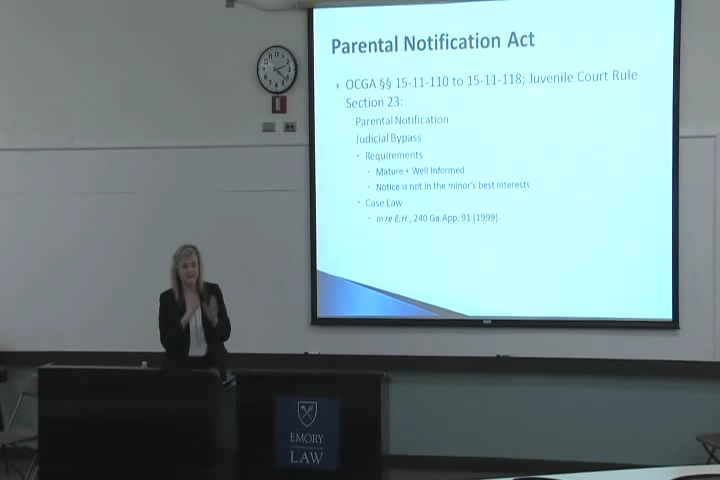 Parental Notification Act
OCGA §§ 15-11-110 to 15-11-118; Juvenile Court Rule
Section 23:
Parental Notification
Judicial Bypass
Requirements
Mature + Well Informed
Notice is not in the minor's best interests
Case Law
In re E.H., 240 Ga.App. 91 (1999)
EMORY
LAW